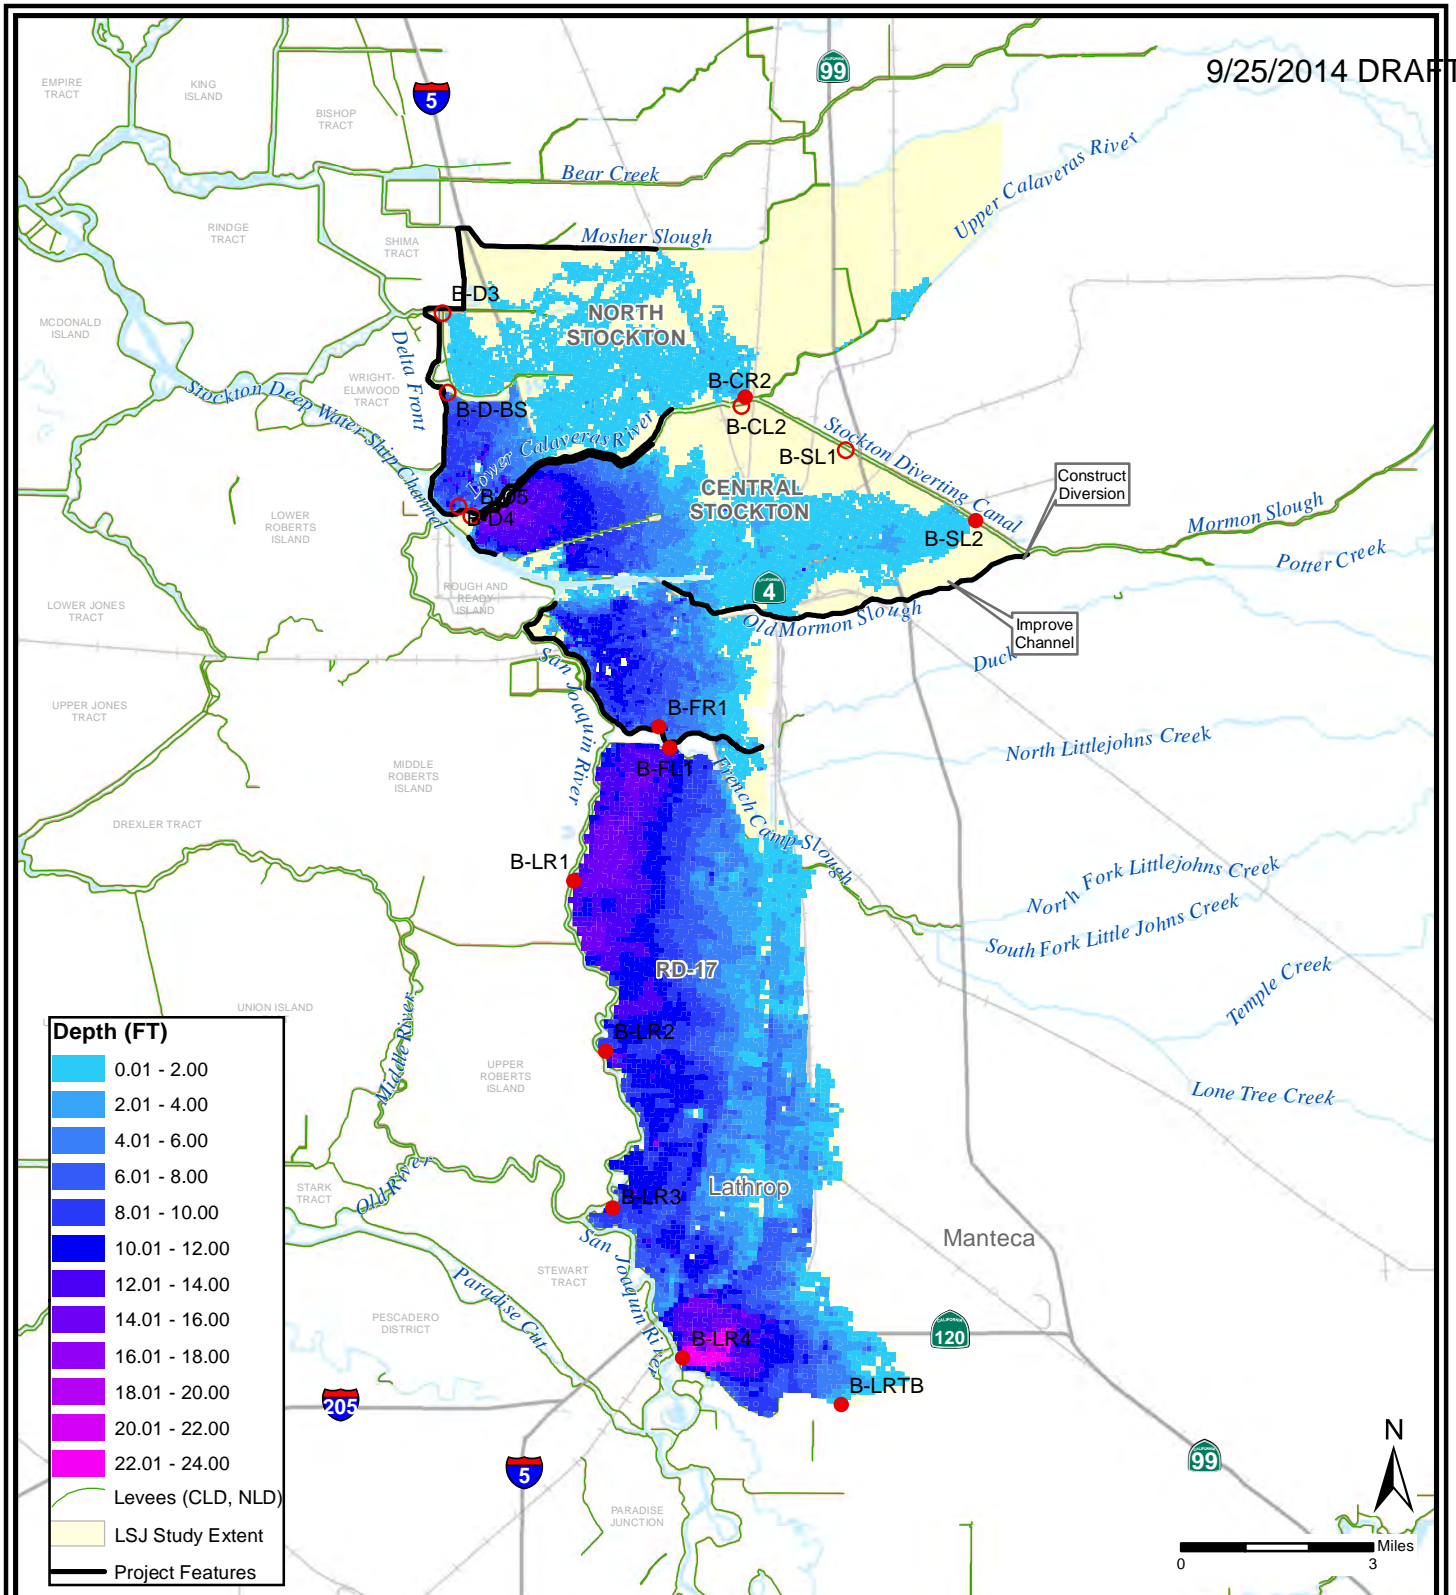 9/25/2014 DRAFT
99
5
EMPIRE
TRACT
KING
ISLAND
BISHOP
TRACT
Bear Creek
Upper Calaveras River
RINDGE
TRACT
SHIMA
TRACT
Mosher Slough
B-D3
NORTH
STOCKTON
MCDONALD
ISLAND
Delta Front
WRIGHT-
ELMWOOD
TRACT
Stockton Deep Water Ship Channel
B-D-BS
B-CR2
B-CL2
Lower Calaveras River
B-SL1
Stockton Diverting Canal
Construct
Diversion
CENTRAL
STOCKTON
B-D5
B-D4
B-SL2
Mormon Slough
Potter Creek
LOWER
ROBERTS
ISLAND
ROUGH AND
READY
ISLAND
CALIFORNIA
4
Old Mormon Slough
Improve
Channel
Duck
LOWER JONES
TRACT
San Joaquin River
UPPER JONES
TRACT
B-FR1
North Littlejohns Creek
B-FL1
French Camp Slough
MIDDLE
ROBERTS
ISLAND
DREXLER TRACT
B-LR1
North Fork Littlejohns Creek
South Fork Little Johns Creek
RD-17
Temple Creek
UNION ISLAND
Middle River
B-LR2
UPPER
ROBERTS
ISLAND
Lone Tree Creek
STARK
TRACT
Old River
B-LR3
Lathrop
Manteca
San Joaquin River
STEWART
TRACT
Paradise Cut
PESCADERO
DISTRICT
B-LR4
CALIFORNIA
120
B-LRTB
205
5
99
PARADISE
JUNCTION
Depth (FT)
0.01 - 2.00
2.01 - 4.00
4.01 - 6.00
6.01 - 8.00
8.01 - 10.00
10.01 - 12.00
12.01 - 14.00
14.01 - 16.00
16.01 - 18.00
18.01 - 20.00
20.01 - 22.00
22.01 - 24.00
Levees (CLD, NLD)
LSJ Study Extent
Project Features
N
Miles
0 3